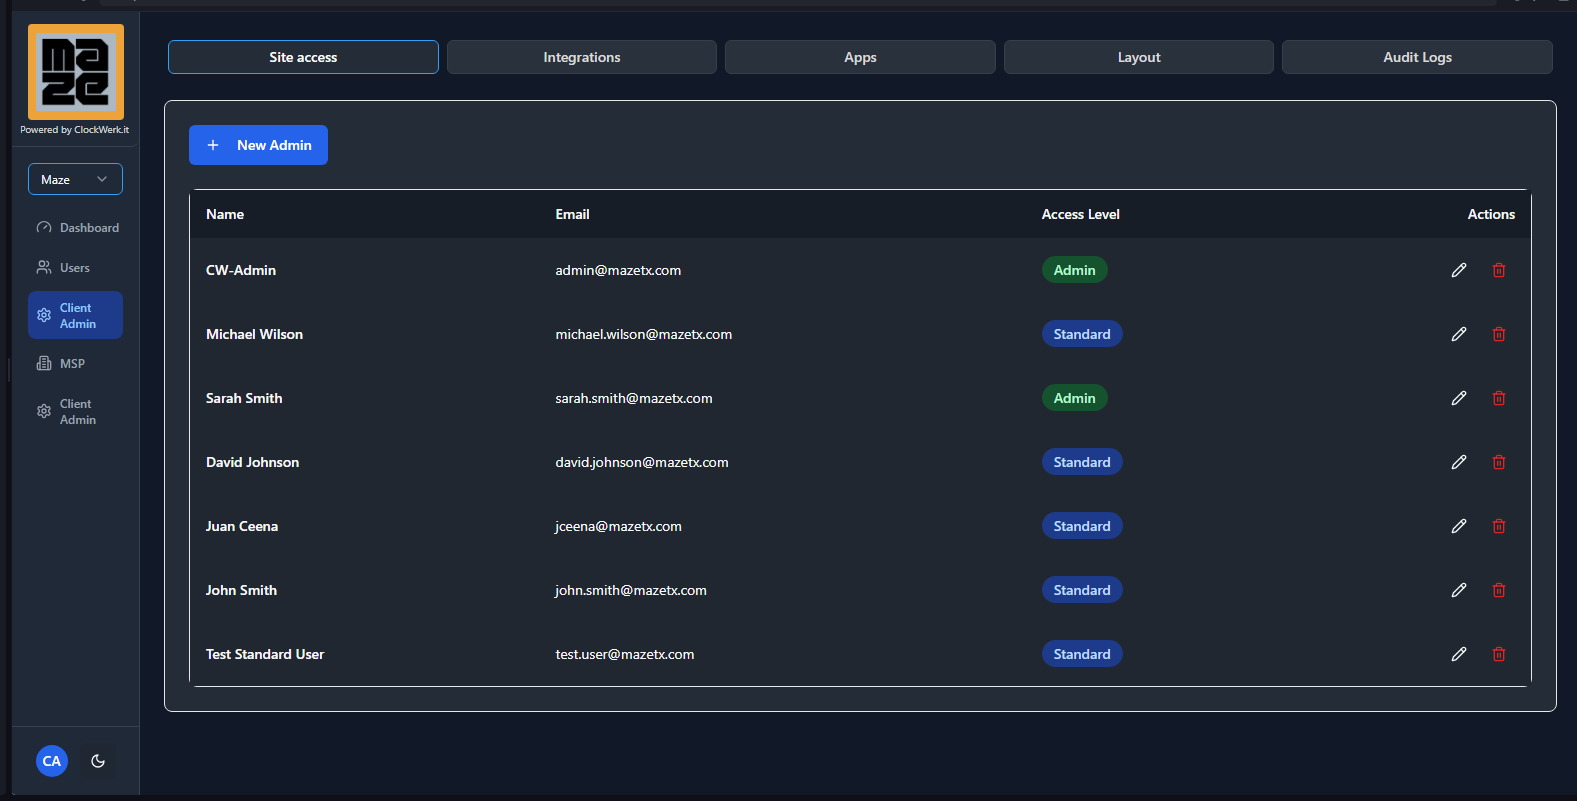 maze
Powered by ClockWerk.it
Maze
Dashboard
Users
Client
Admin
MSP
Client
Admin
CA
Site access
Integrations
Apps
Layout
Audit Logs
+ New Admin
Name Email Access Level Actions
CW-Admin admin@mazetx.com Admin
Michael Wilson michael.wilson@mazetx.com Standard
Sarah Smith sarah.smith@mazetx.com Admin
David Johnson david.johnson@mazetx.com Standard
Juan Ceena jceena@mazetx.com Standard
John Smith john.smith@mazetx.com Standard
Test Standard User test.user@mazetx.com Standard